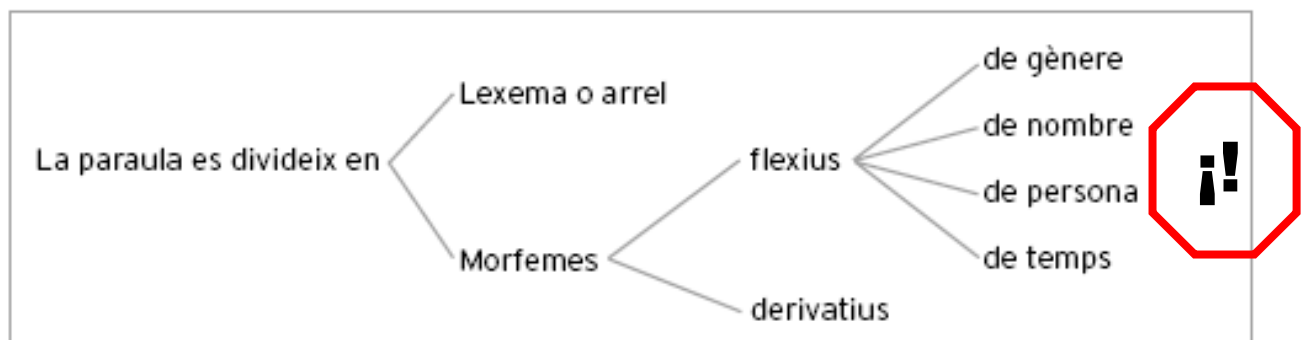 de gènere
Lexema o arrel
de nombre
¡!
La paraula es divideix en
flexius
de persona
Morfemes
de temps
derivatius